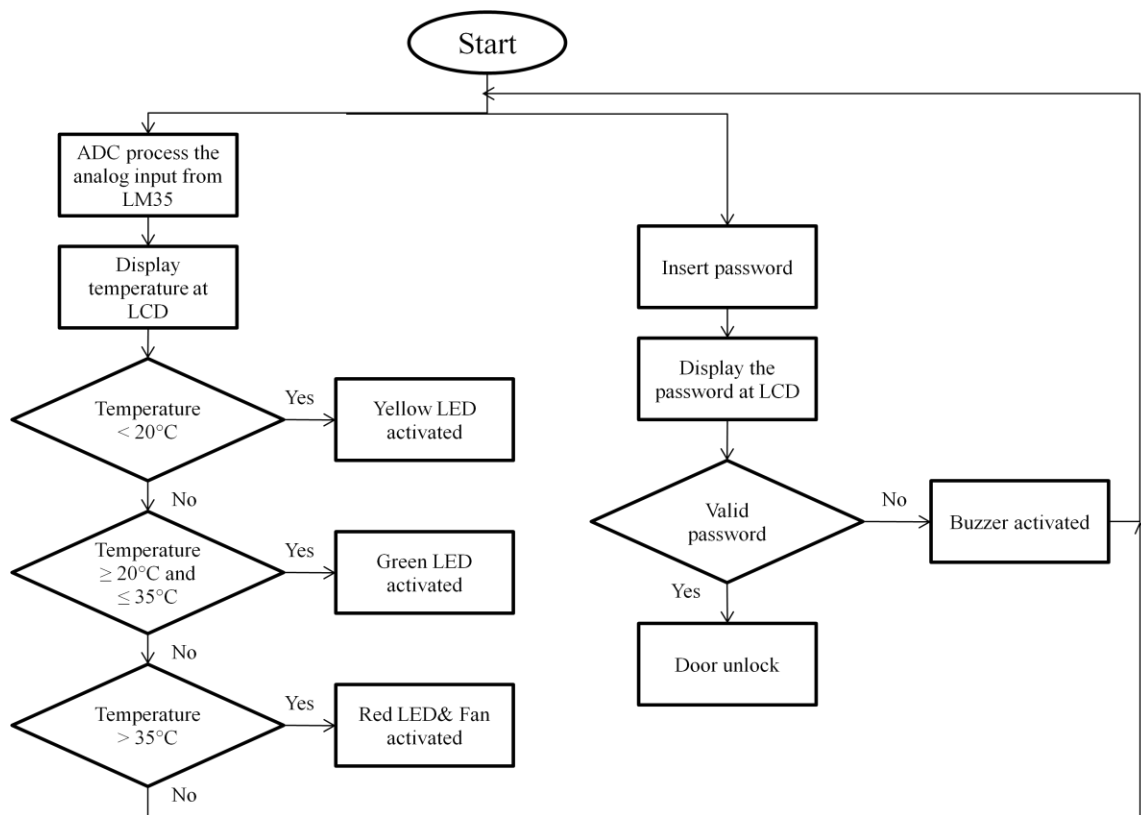 Start
ADC process the
analog input from
LM35
Display
temperature at
LCD
Temperature
< 20°C
Yes
Yellow LED
activated
No
Temperature
≥ 20°C and
≤ 35°C
Yes
Green LED
activated
No
Temperature
> 35°C
Yes
Red LED& Fan
activated
No
Insert password
Display the
password at LCD
Valid
password
No
Buzzer activated
Yes
Door unlock